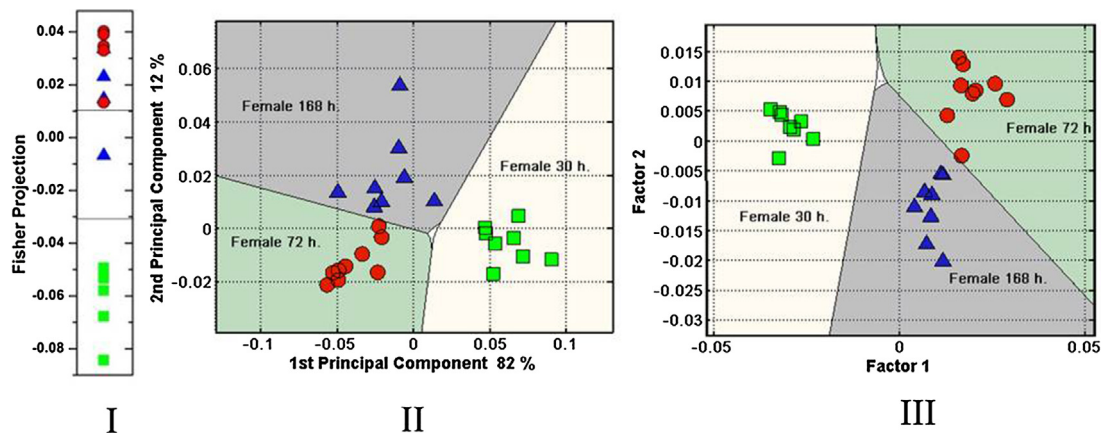 Fisher Projection
0.04
0.02
0.00
-0.02
-0.04
-0.06
-0.08
I
2nd Principal Component 12 %
0.06
0.04
0.02
0
-0.02
Female 168 h.
Female 30 h.
Female 72 h.
-0.1
-0.05
0
0.05
0.1
1st Principal Component 82 %
II
Factor 2
0.015
0.01
0.005
0
-0.005
-0.01
-0.015
-0.02
-0.025
-0.03
Female 72 h
Female 30 h.
Female 168 h.
-0.05
0
0.05
Factor 1
III